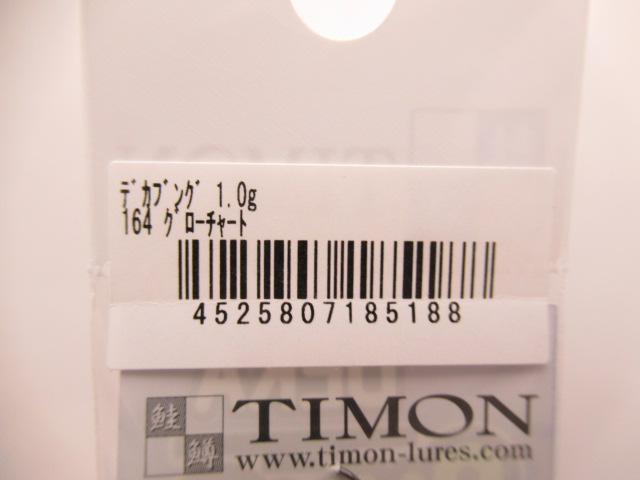 デカブング 1.0g
164 グローチャート
4525807185188
鮭
鱒
TIMON
www.timon-lures.com